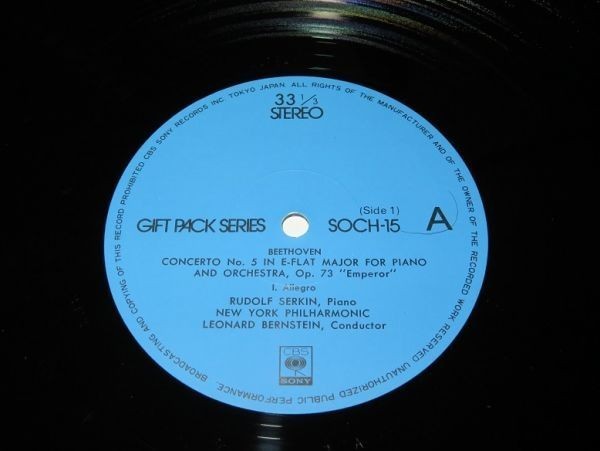 33 1/3
STEREO
(Side 1)
GIFT PACK SERIES SOCH-15 A
BEETHOVEN
CONCERTO No. 5 IN E-FLAT MAJOR FOR PIANO
AND ORCHESTRA, Op. 73 "Emperor"
I. Allegro
RUDOLF SERKIN, Piano
NEW YORK PHILHARMONIC
LEONARD BERNSTEIN, Conductor
CBS
SONY
CBS SONY RECORDS INC. TOKYO JAPAN. ALL RIGHTS OF THE MANUFACTURER AND OF THE OWNER OF THE RECORDED WORK RESERVED. UNAUTHORIZED PUBLIC PERFORMANCE, BROADCASTING AND COPYING OF THIS RECORD PROHIBITED